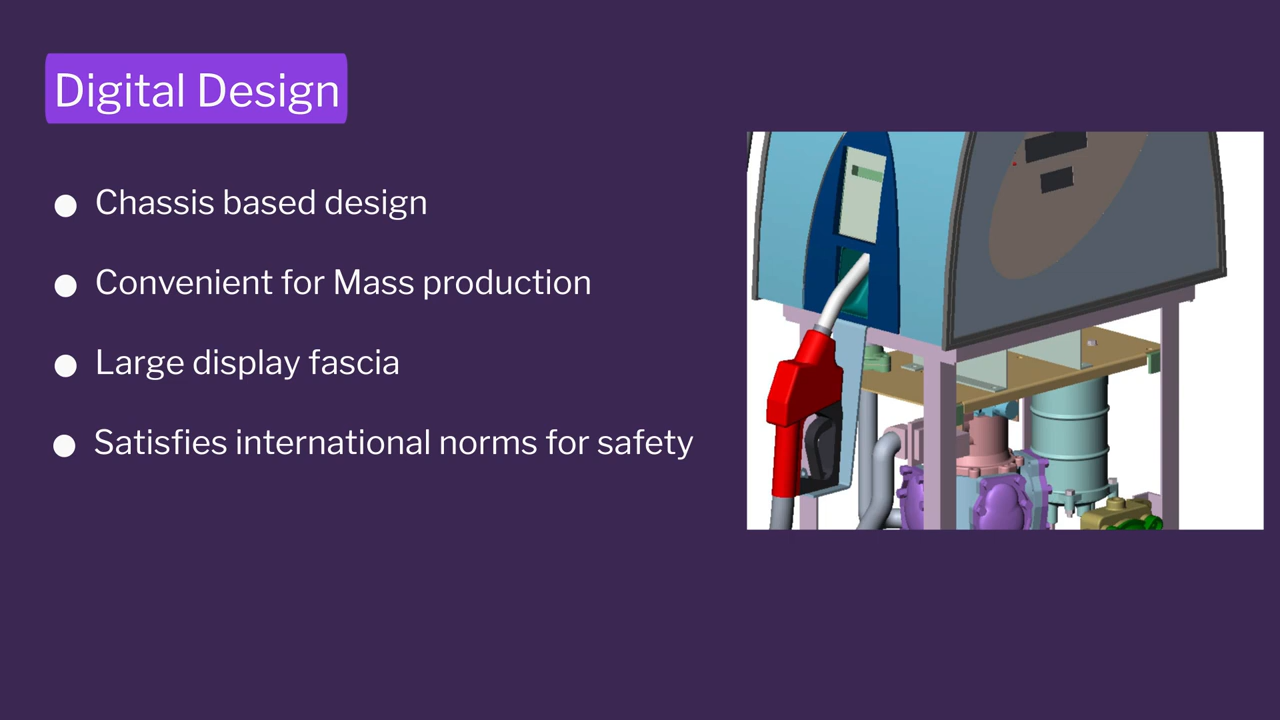 Digital Design
Chassis based design
Convenient for Mass production
Large display fascia
Satisfies international norms for safety